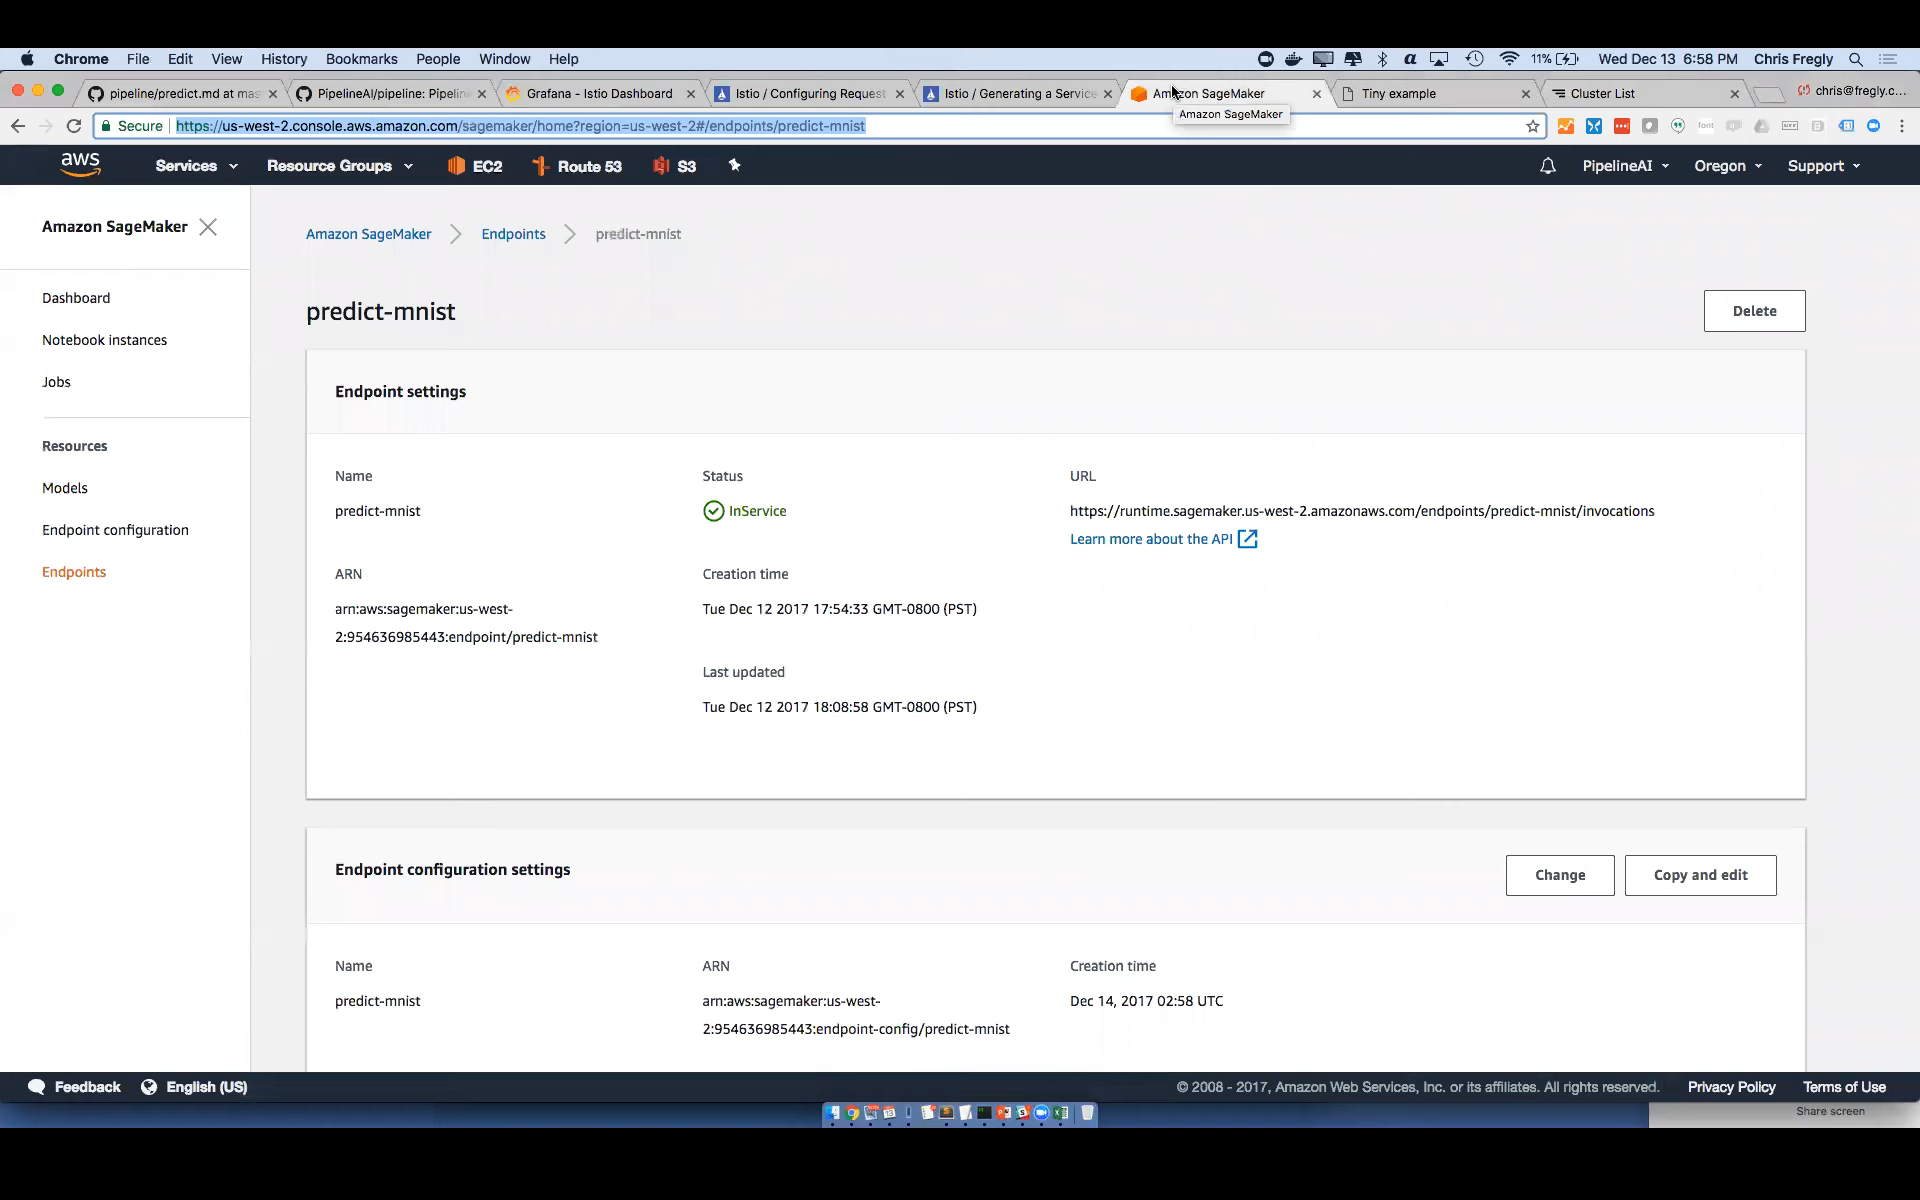 Chrome File Edit View History Bookmarks People Window Help 11% Wed Dec 13 6:58 PM Chris Fregly
pipeline/predict.md at mas PipelineAI/pipeline: Pipelin Grafana - Istio Dashboard Istio / Configuring Request Istio / Generating a Service Amazon SageMaker Tiny example Cluster List chris@fregly.c...
Secure https://us-west-2.console.aws.amazon.com/sagemaker/home?region=us-west-2#/endpoints/predict-mnist
Amazon SageMaker
aws Services Resource Groups EC2 Route 53 S3 PipelineAI Oregon Support
Amazon SageMaker
Dashboard
Notebook instances
Jobs
Resources
Models
Endpoint configuration
Endpoints
Amazon SageMaker Endpoints predict-mnist
predict-mnist Delete
Endpoint settings
Name Status URL
predict-mnist InService https://runtime.sagemaker.us-west-2.amazonaws.com/endpoints/predict-mnist/invocations
Learn more about the API
ARN Creation time
arn:aws:sagemaker:us-west- Tue Dec 12 2017 17:54:33 GMT-0800 (PST)
2:954636985443:endpoint/predict-mnist
Last updated
Tue Dec 12 2017 18:08:58 GMT-0800 (PST)
Endpoint configuration settings Change Copy and edit
Name ARN Creation time
predict-mnist arn:aws:sagemaker:us-west- Dec 14, 2017 02:58 UTC
2:954636985443:endpoint-config/predict-mnist
Feedback English (US) © 2008 - 2017, Amazon Web Services, Inc. or its affiliates. All rights reserved. Privacy Policy Terms of Use
Share screen